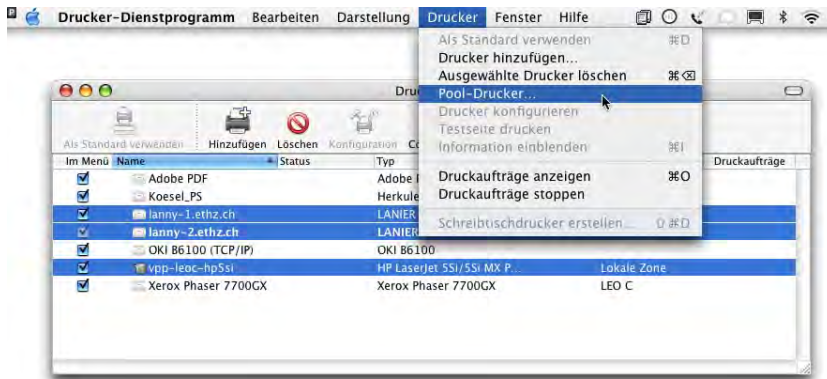 Drucker-Dienstprogramm Bearbeiten Darstellung Drucker Fenster Hilfe
Als Standard verwenden ⌘D
Drucker hinzufügen...
Ausgewählte Drucker löschen ⌘⌫
Pool-Drucker...
Drucker konfigurieren
Testseite drucken
Information einblenden ⌘I
Druckaufträge anzeigen ⌘O
Druckaufträge stoppen
Schreibtischdrucker erstellen... ⇧⌘D
Dru
Als Standard verwenden Hinzufügen Löschen Konfiguration Co
Im Menü Name Status Typ Druckaufträge
Adobe PDF Adobe
Koesel_PS Herkule
lanny-1.ethz.ch LANIER
lanny-2.ethz.ch LANIER
OKI B6100 (TCP/IP) OKI B6100
vpp-leoc-hp5si HP LaserJet 5Si/5Si MX P... Lokale Zone
Xerox Phaser 7700GX Xerox Phaser 7700GX LEO C